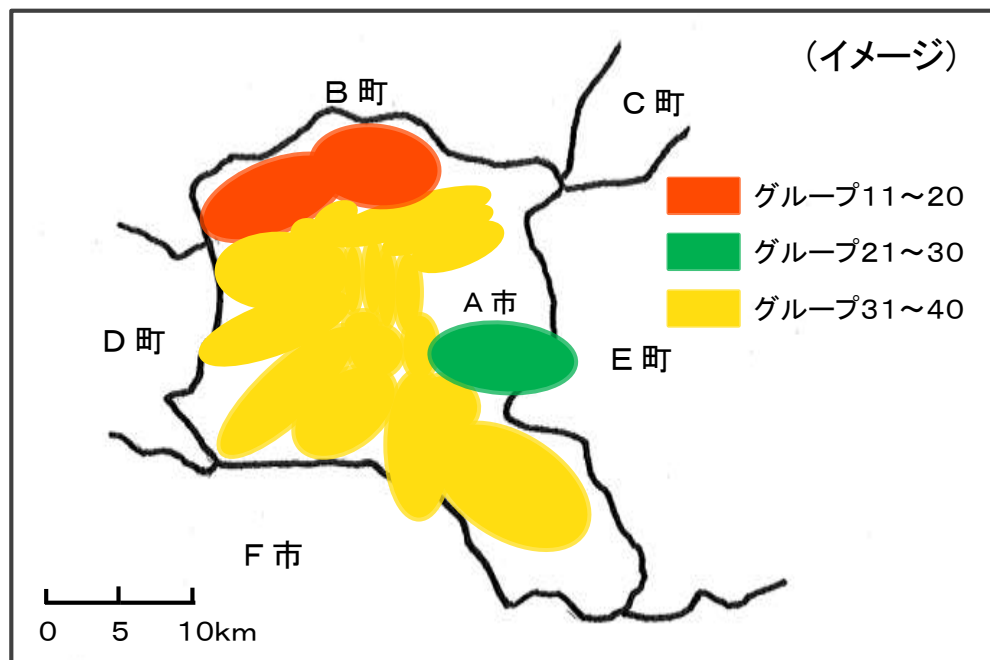 (イメージ)
B 町
C 町
グループ11~20
グループ21~30
グループ31~40
A 市
D 町
E 町
F 市
0 5 10km